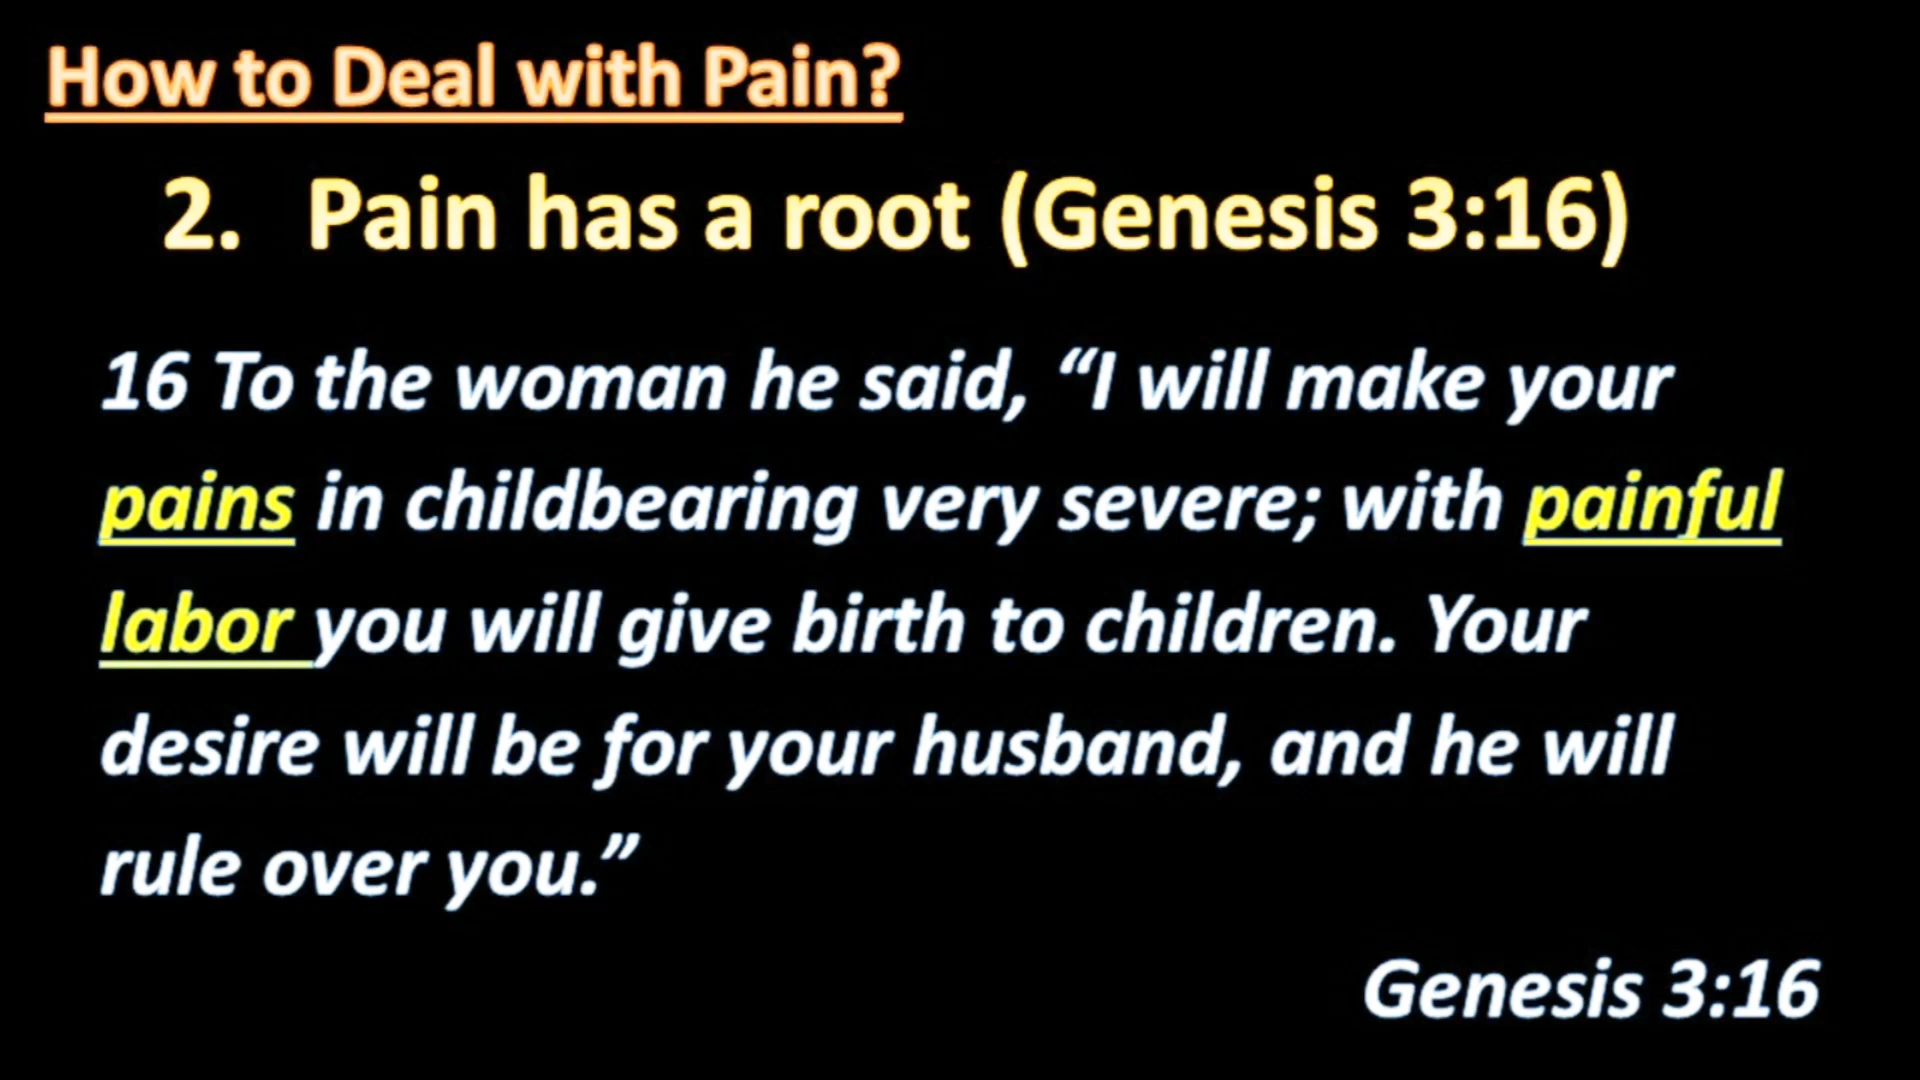 How to Deal with Pain?
2. Pain has a root (Genesis 3:16)
16 To the woman he said, “I will make your
pains in childbearing very severe; with painful
labor you will give birth to children. Your
desire will be for your husband, and he will
rule over you.”
Genesis 3:16